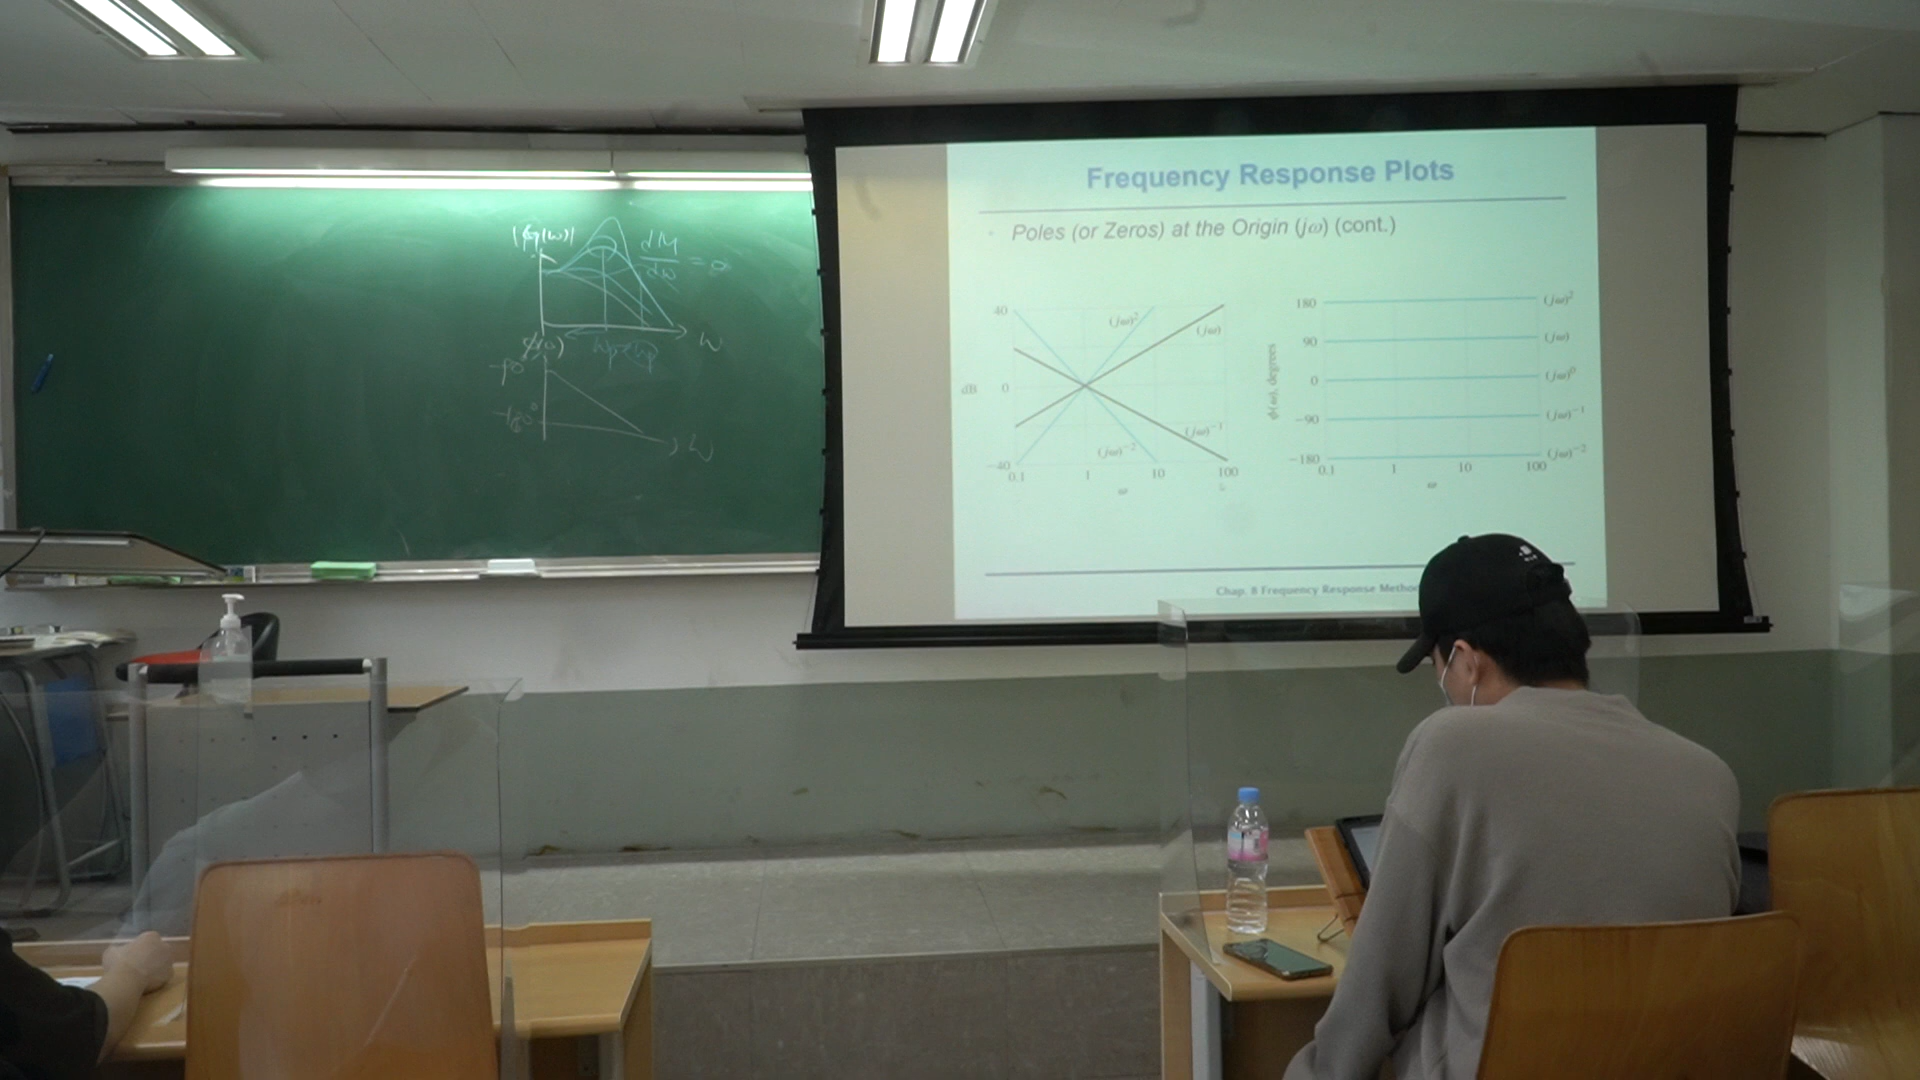 dM
dω = 0
ω
-90°
-180°
ω
Frequency Response Plots
Poles (or Zeros) at the Origin (jω) (cont.)
40
(jω)²
(jω)
dB
0
(jω)⁻¹
(jω)⁻²
-40
0.1
1
10
100
ω
180
(jω)²
90
(jω)
ϕ(ω), degrees
0
(jω)⁰
-90
(jω)⁻¹
-180
(jω)⁻²
0.1
1
10
100
ω
Chap. 8 Frequency Response